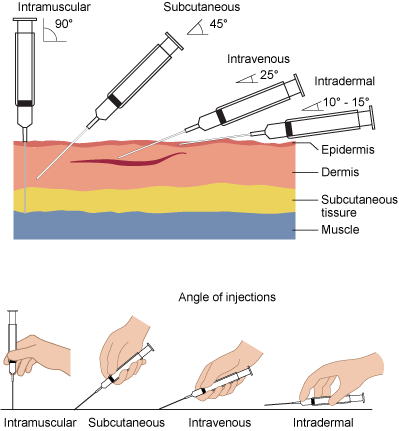 Intramuscular
90°
Subcutaneous
45°
Intravenous
25°
Intradermal
10° - 15°
Epidermis
Dermis
Subcutaneous
tissure
Muscle
Angle of injections
Intramuscular
Subcutaneous
Intravenous
Intradermal